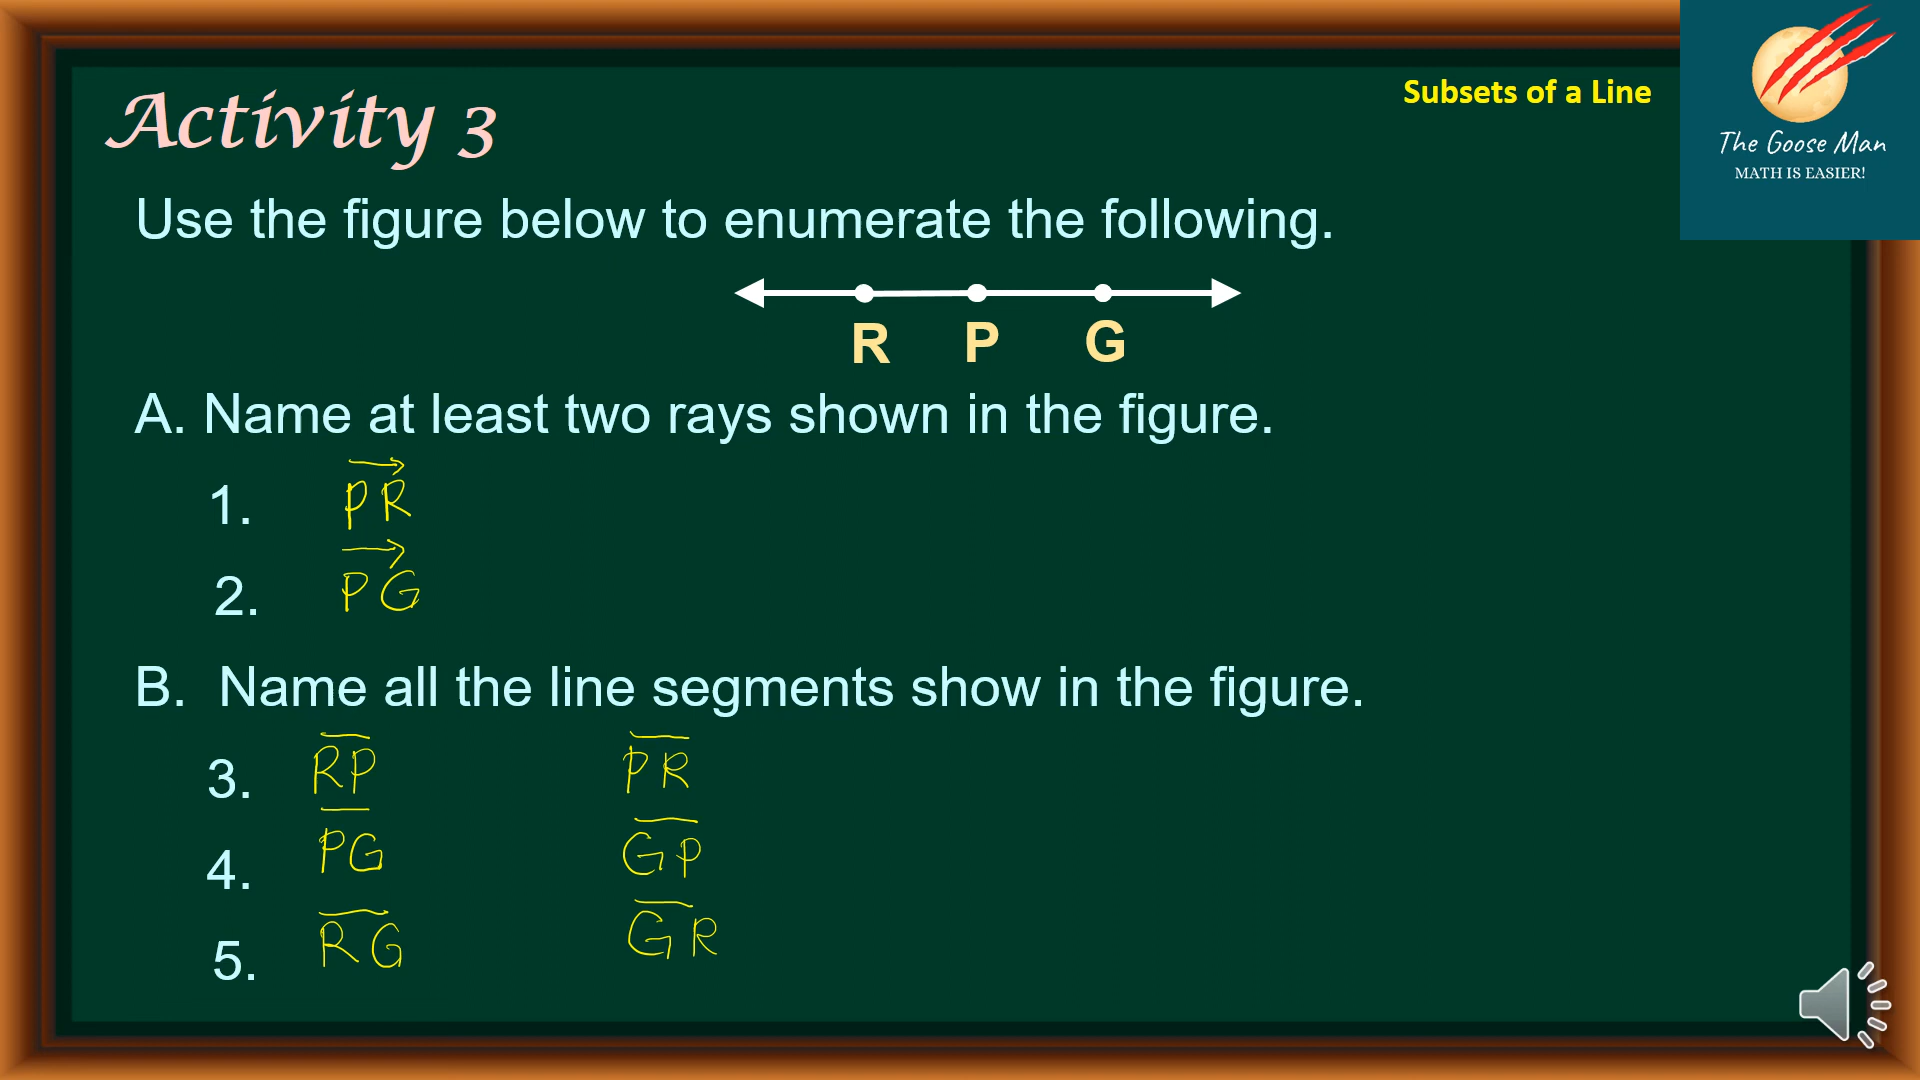 Activity 3
Subsets of a Line
The Goose Man
MATH IS EASIER!
Use the figure below to enumerate the following.
R P G
A. Name at least two rays shown in the figure.
1. PR
2. PG
B. Name all the line segments show in the figure.
3. RP PR
4. PG GP
5. RG GR